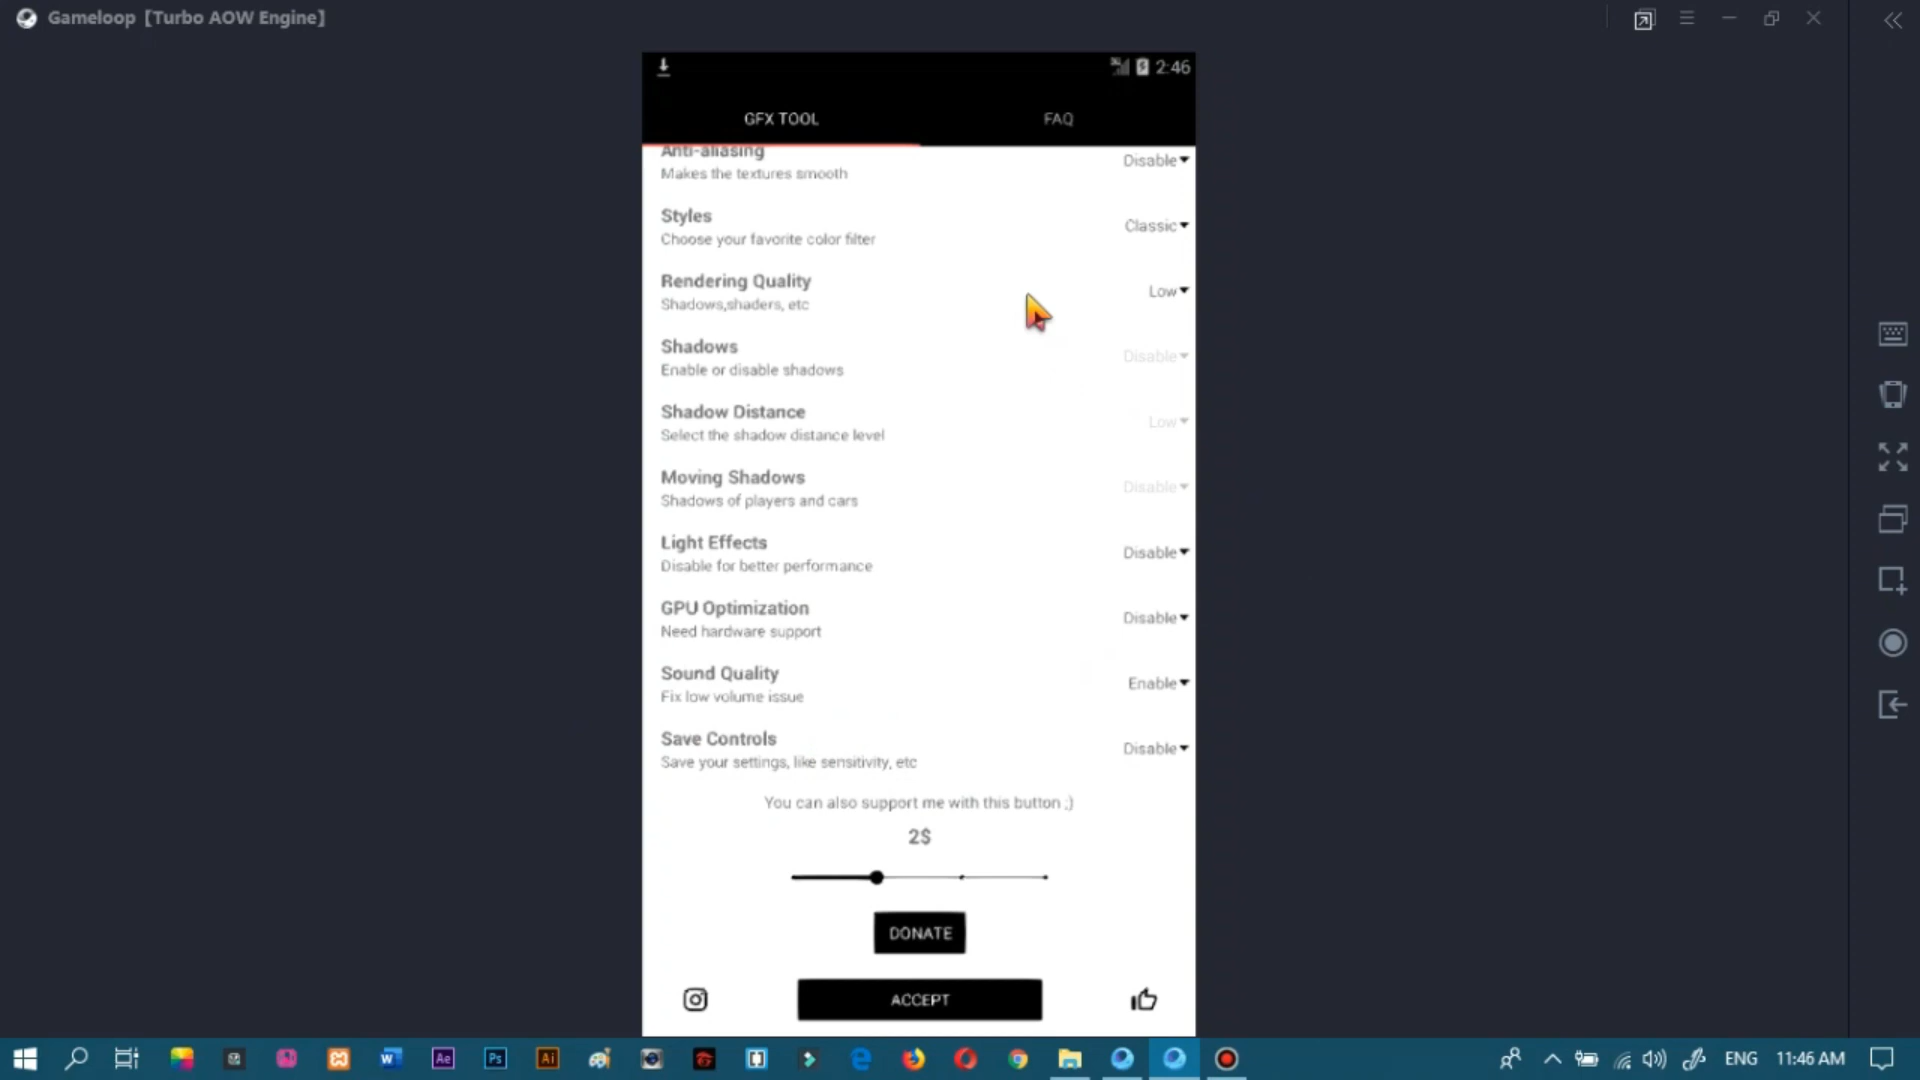 Gameloop [Turbo AOW Engine]
2:46
GFX TOOL
FAQ
Anti-aliasing
Disable
Makes the textures smooth
Styles
Classic
Choose your favorite color filter
Rendering Quality
Low
Shadows,shaders, etc
Shadows
Disable
Enable or disable shadows
Shadow Distance
Low
Select the shadow distance level
Moving Shadows
Disable
Shadows of players and cars
Light Effects
Disable
Disable for better performance
GPU Optimization
Disable
Need hardware support
Sound Quality
Enable
Fix low volume issue
Save Controls
Disable
Save your settings, like sensitivity, etc
You can also support me with this button ;)
2$
DONATE
ACCEPT
W
Ae
Ps
Ai
ENG
11:46 AM